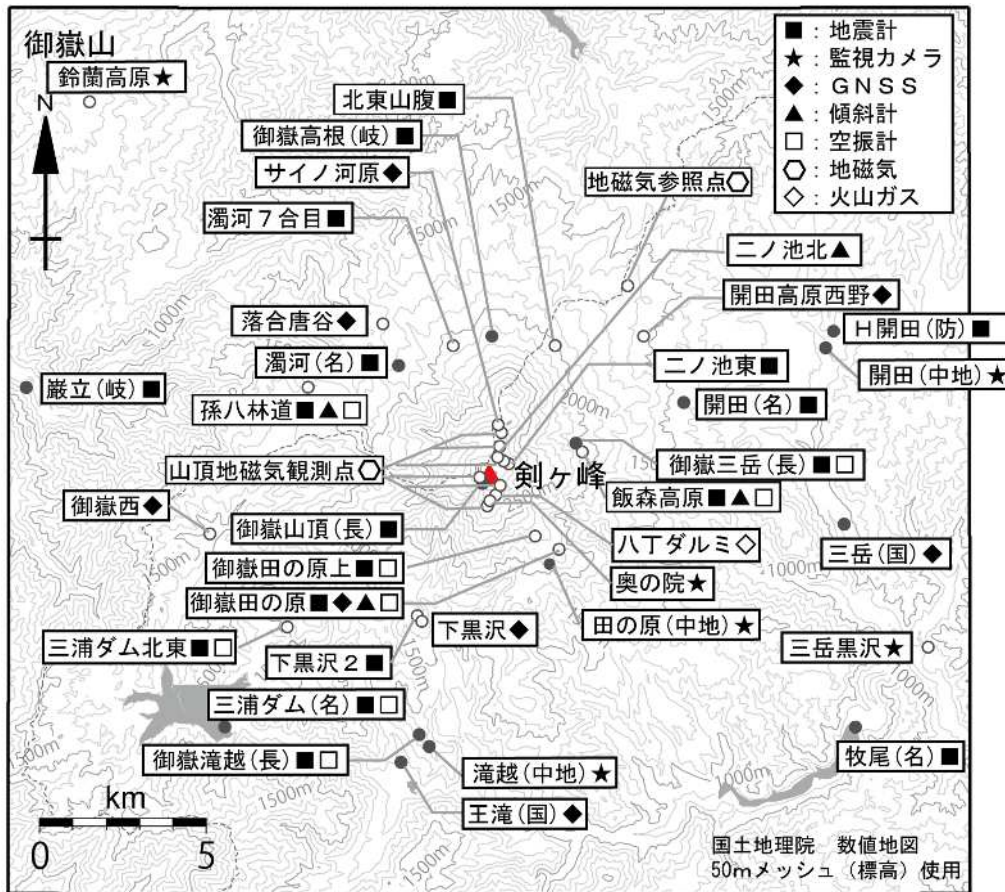 御嶽山
鈴蘭高原★
N
■：地震計
★：監視カメラ
◆：ＧＮＳＳ
▲：傾斜計
□：空振計
⬡：地磁気
◇：火山ガス
北東山腹■
御嶽高根(岐)■
サイノ河原◆
濁河７合目■
地磁気参照点⬡
二ノ池北▲
開田高原西野◆
Ｈ開田(防)■
開田(中地)★
二ノ池東■
開田(名)■
落合唐谷◆
濁河(名)■
巌立(岐)■
孫八林道■▲□
山頂地磁気観測点⬡
剣ヶ峰
御嶽三岳(長)■□
飯森高原■▲□
御嶽西◆
御嶽山頂(長)■
八丁ダルミ◇
三岳(国)◆
御嶽田の原上■□
奥の院★
御嶽田の原■◆▲□
田の原(中地)★
三浦ダム北東■□
下黒沢◆
下黒沢２■
三岳黒沢★
三浦ダム(名)■□
御嶽滝越(長)■□
滝越(中地)★
牧尾(名)■
王滝(国)◆
km
0 5
国土地理院　数値地図
50mメッシュ（標高）使用
1500m
1500m
1500m
1000m
2000m
1000m
1000m
1500m
1500m
1000m